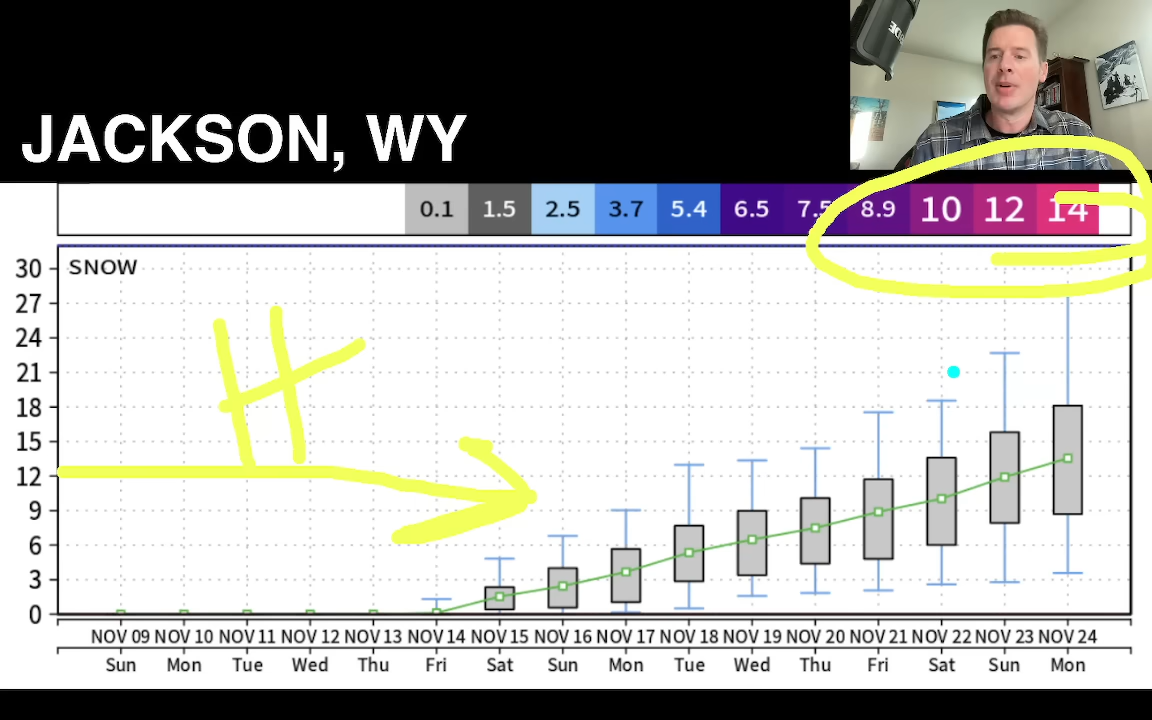 JACKSON, WY
0.1 1.5 2.5 3.7 5.4 6.5 7.5 8.9 10 12 14
SNOW
30
27
24
21
18
15
12
9
6
3
0
H
NOV 09 NOV 10 NOV 11 NOV 12 NOV 13 NOV 14 NOV 15 NOV 16 NOV 17 NOV 18 NOV 19 NOV 20 NOV 21 NOV 22 NOV 23 NOV 24
Sun Mon Tue Wed Thu Fri Sat Sun Mon Tue Wed Thu Fri Sat Sun Mon